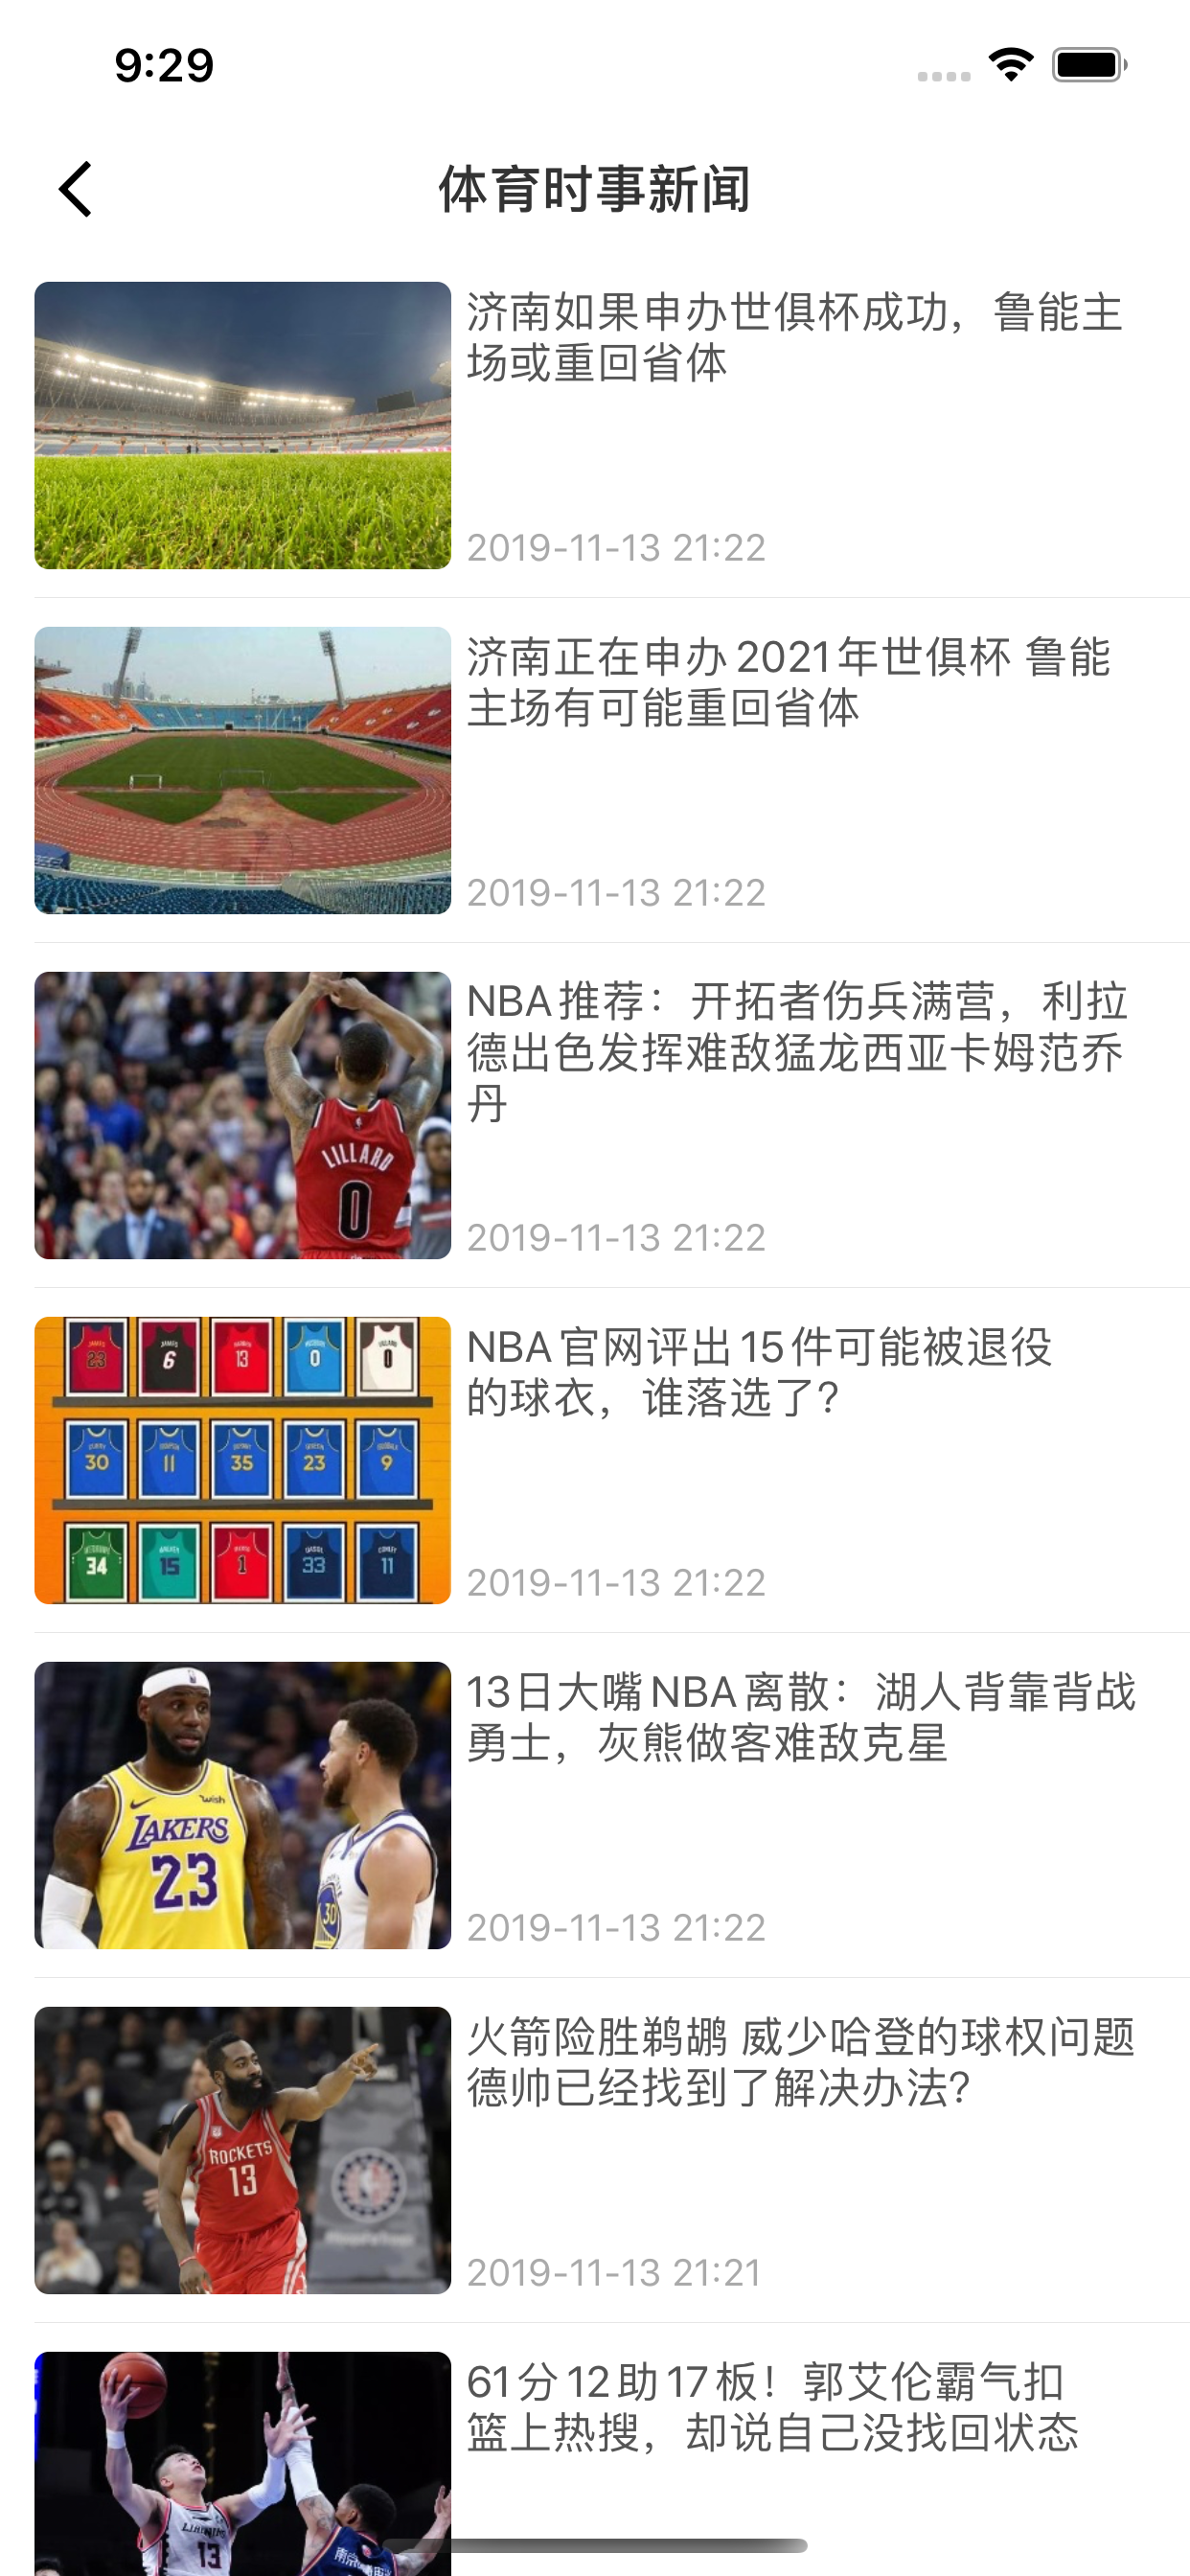 9:29
体育时事新闻
济南如果申办世俱杯成功，鲁能主
场或重回省体
2019-11-13 21:22
济南正在申办2021年世俱杯 鲁能
主场有可能重回省体
2019-11-13 21:22
LILLARD
0
NBA推荐：开拓者伤兵满营，利拉
德出色发挥难敌猛龙西亚卡姆范乔
丹
2019-11-13 21:22
23
6
13
0
0
30
11
35
23
9
34
15
1
33
11
NBA官网评出15件可能被退役
的球衣，谁落选了？
2019-11-13 21:22
wish
LAKERS
23
30
13日大嘴NBA离散：湖人背靠背战
勇士，灰熊做客难敌克星
2019-11-13 21:22
ROCKETS
13
火箭险胜鹈鹕 威少哈登的球权问题
德帅已经找到了解决办法?
2019-11-13 21:21
13
61分12助17板！郭艾伦霸气扣
篮上热搜，却说自己没找回状态